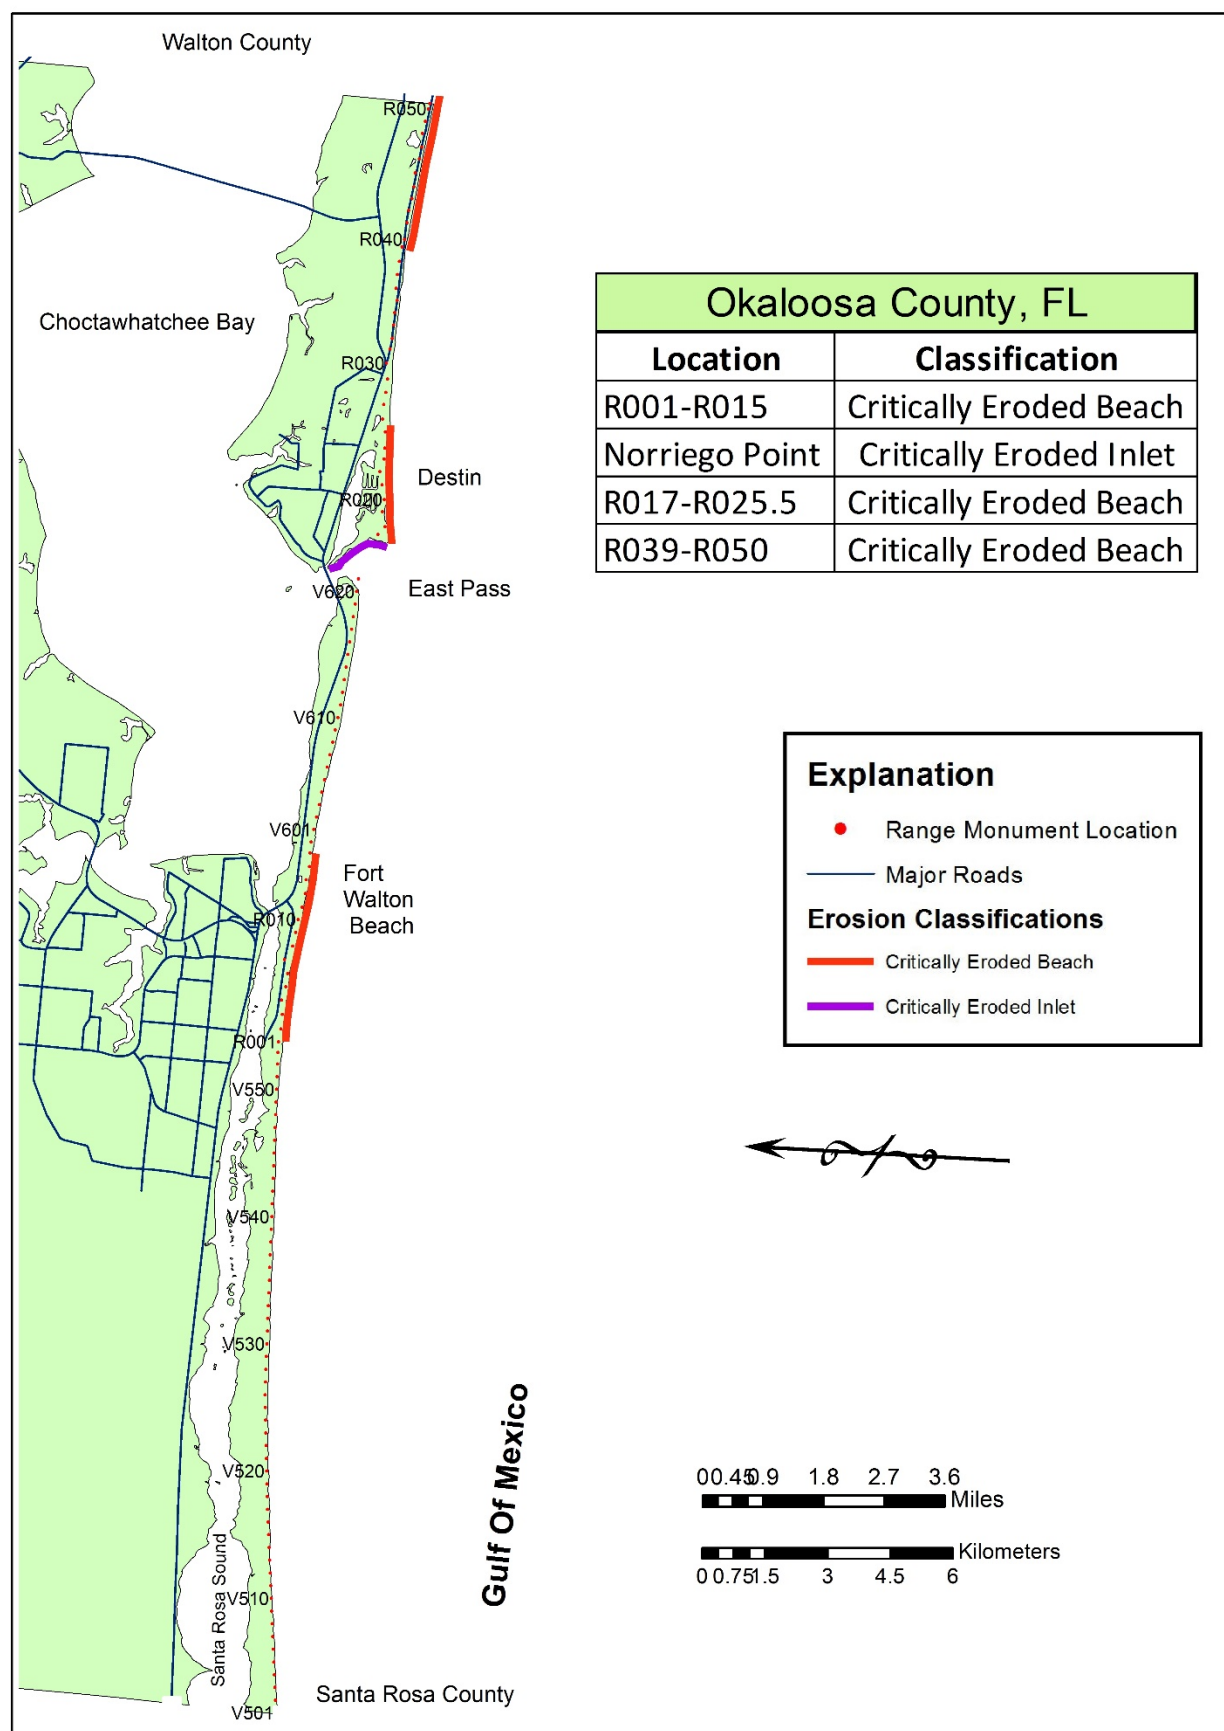 Walton County
R050
R040
Choctawhatchee Bay
R030
Destin
R020
East Pass
V620
V610
V601
Fort
Walton
Beach
R010
R001
V550
V540
V530
V520
Santa Rosa Sound
V510
V501
Santa Rosa County
Gulf Of Mexico
Okaloosa County, FL
Location Classification
R001-R015 Critically Eroded Beach
Norriego Point Critically Eroded Inlet
R017-R025.5 Critically Eroded Beach
R039-R050 Critically Eroded Beach
Explanation
Range Monument Location
Major Roads
Erosion Classifications
Critically Eroded Beach
Critically Eroded Inlet
0 0.45 0.9 1.8 2.7 3.6
Miles
Kilometers
0 0.75 1.5 3 4.5 6